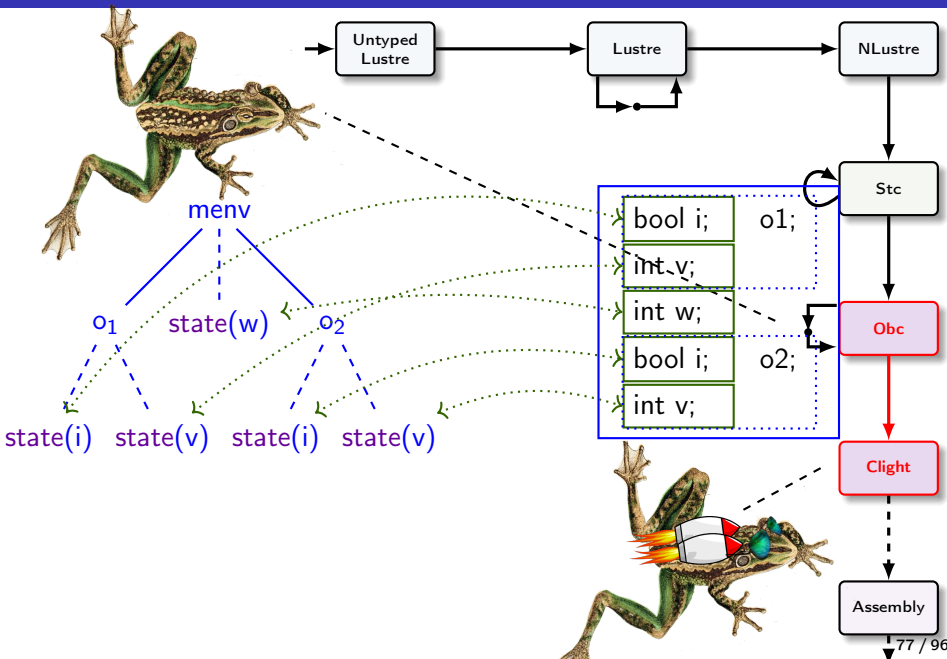 Untyped
Lustre
Lustre
NLustre
Stc
menv
bool i; o1;
int v;
o1 state(w) o2
int w;
Obc
bool i; o2;
int v;
state(i) state(v) state(i) state(v)
Clight
Assembly
77 / 96